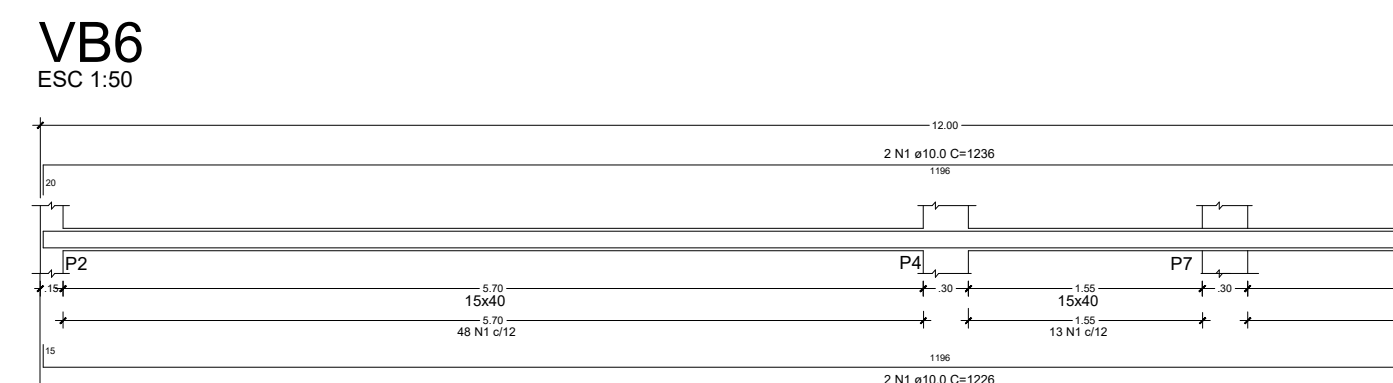 VB6
ESC 1:50
12.00
2 N1 ø10.0 C=1236
1196
20
P2
P4
P7
.15
5.70
.30
1.55
.30
15x40
15x40
5.70
1.55
48 N1 c/12
13 N1 c/12
15
1196
2 N1 ø10.0 C=1226